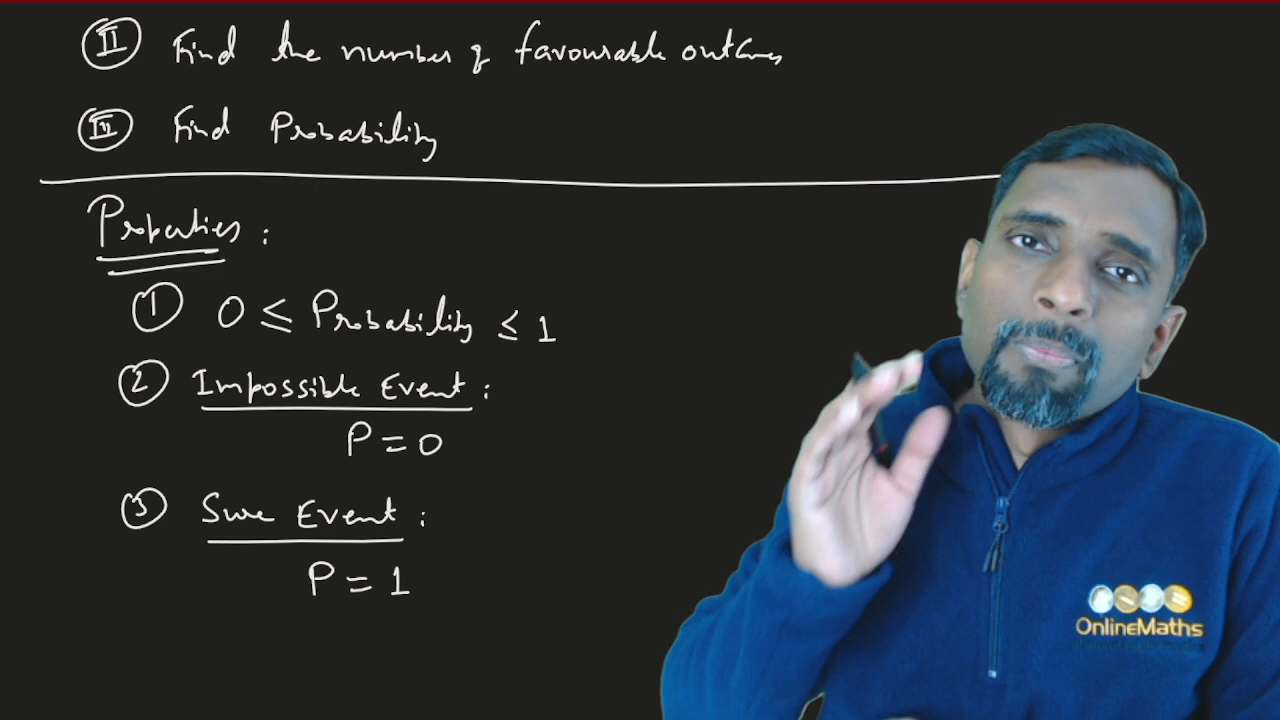 II Find the number of favourable outcomes
III Find Probability
Properties :
1 0 ≤ Probability ≤ 1
2 Impossible Event :
P = 0
3 Sure Event :
P = 1
OnlineMaths